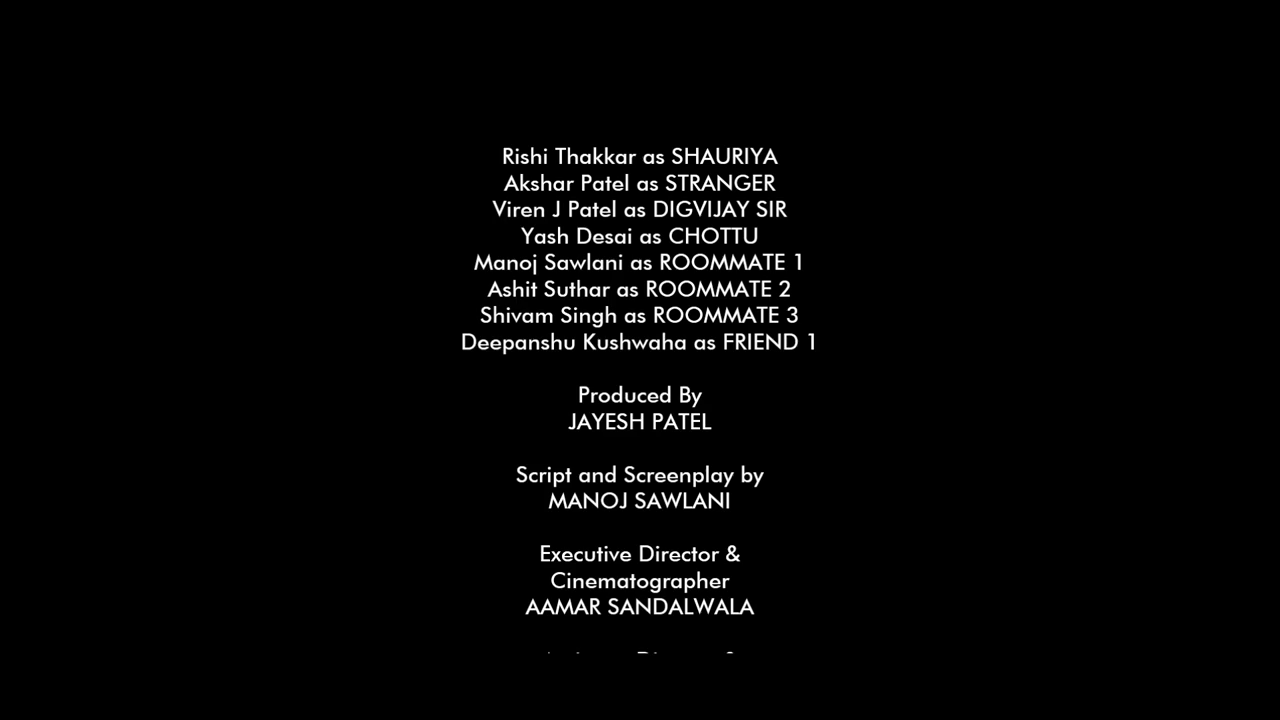 Rishi Thakkar as SHAURIYA
Akshar Patel as STRANGER
Viren J Patel as DIGVIJAY SIR
Yash Desai as CHOTTU
Manoj Sawlani as ROOMMATE 1
Ashit Suthar as ROOMMATE 2
Shivam Singh as ROOMMATE 3
Deepanshu Kushwaha as FRIEND 1
Produced By
JAYESH PATEL
Script and Screenplay by
MANOJ SAWLANI
Executive Director &
Cinematographer
AAMAR SANDALWALA